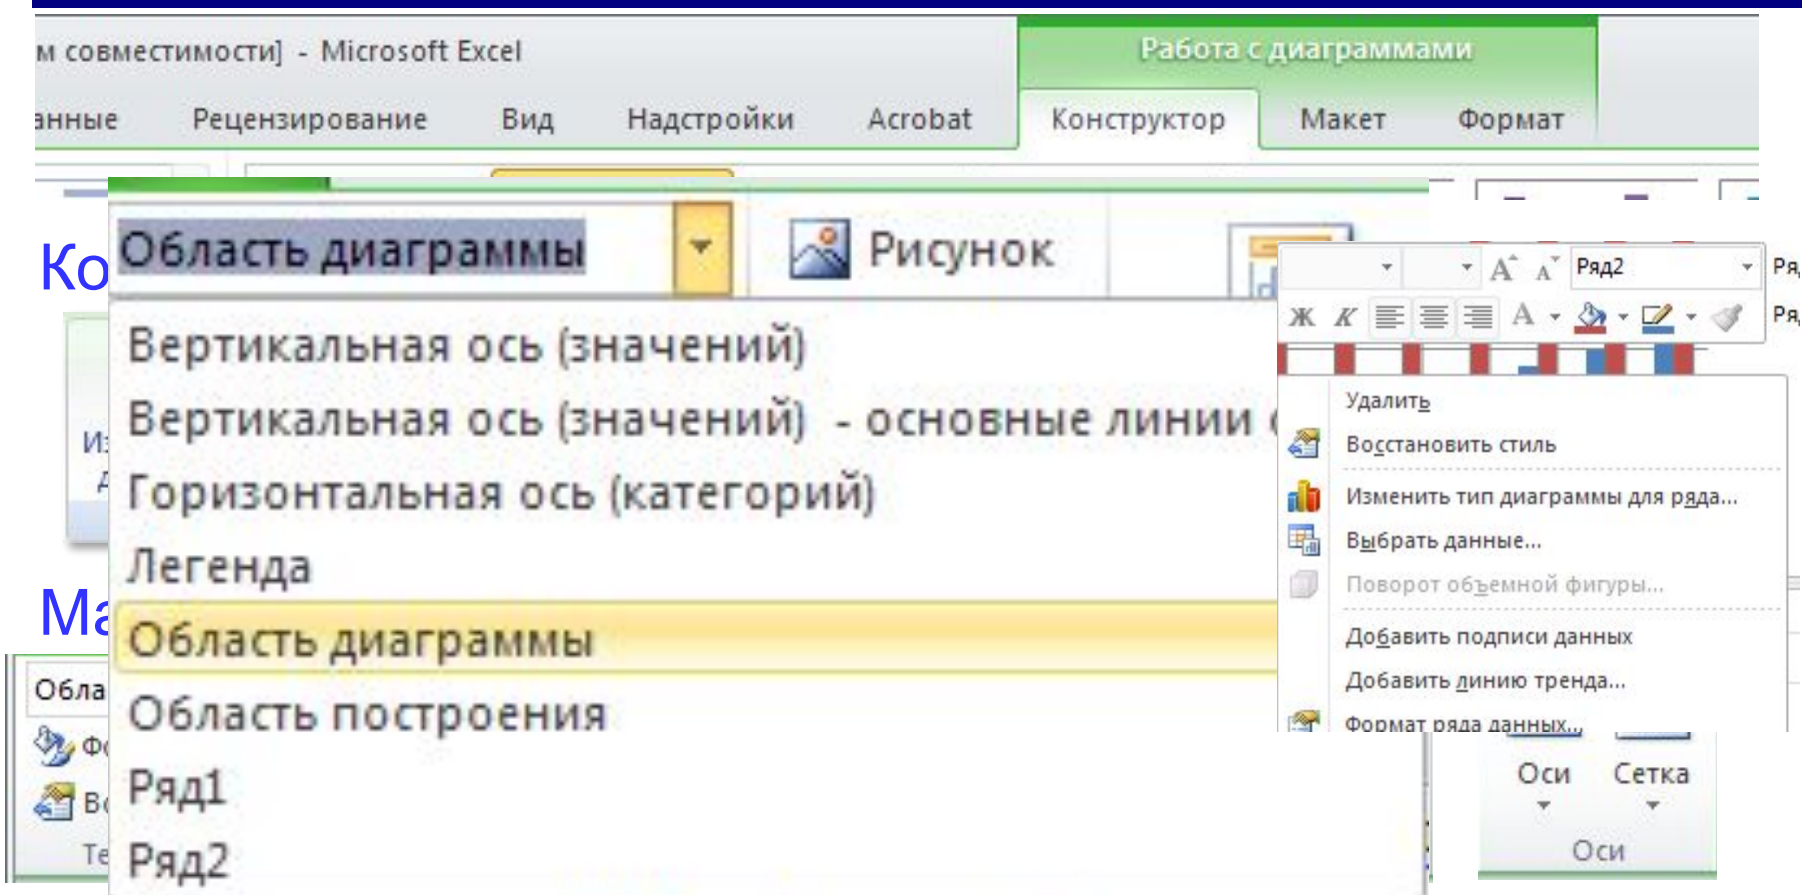 м совместимости] - Microsoft Excel
Работа с диаграммами
анные Рецензирование Вид Надстройки Acrobat Конструктор Макет Формат
Ко
Область диаграммы
Рисунок
Вертикальная ось (значений)
Вертикальная ось (значений) - основные линии
Горизонтальная ось (категорий)
Легенда
Область диаграммы
Область построения
Ряд1
Ряд2
Ряд2
Ж К A
Удалить
Восстановить стиль
Изменить тип диаграммы для ряда...
Выбрать данные...
Поворот объемной фигуры...
Добавить подписи данных
Добавить линию тренда...
Формат ряда данных...
Ма
Обла
Оси Сетка
Оси